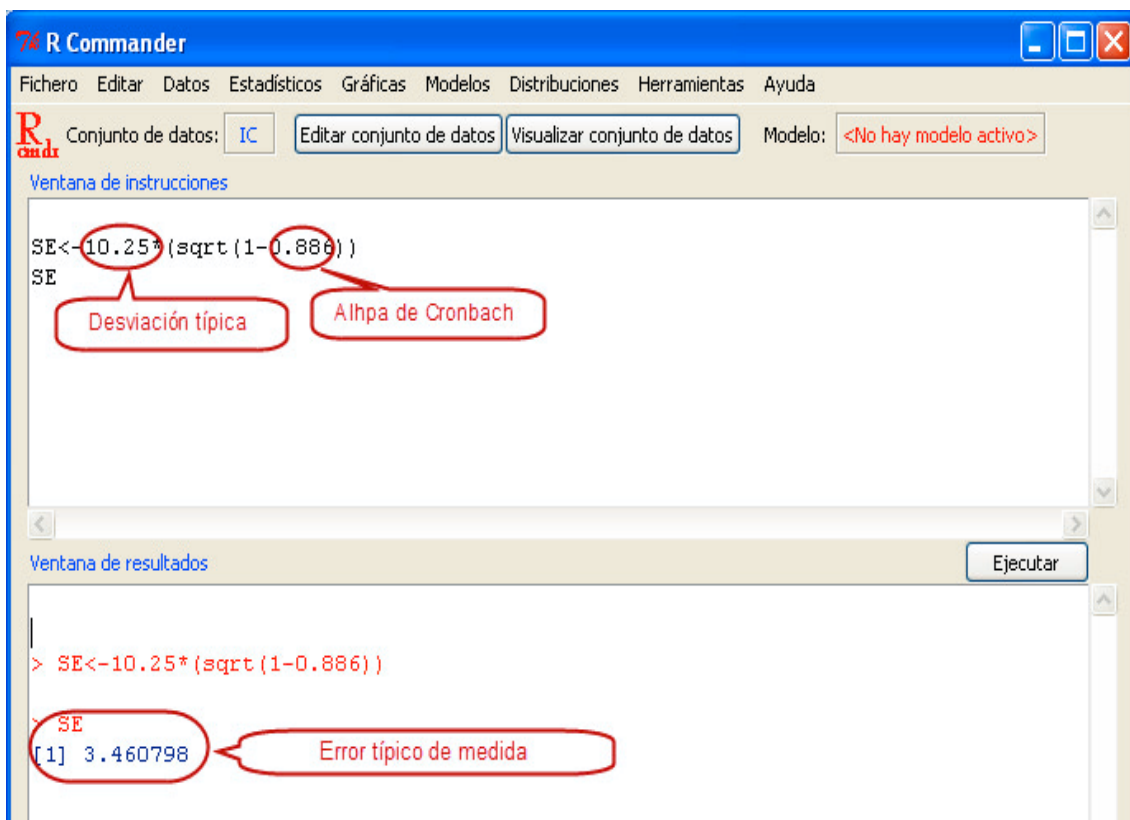 R Commander
Fichero Editar Datos Estadísticos Gráficas Modelos Distribuciones Herramientas Ayuda
R cmdr Conjunto de datos: IC Editar conjunto de datos Visualizar conjunto de datos Modelo: <No hay modelo activo>
Ventana de instrucciones
SE<-10.25*(sqrt(1-0.886))
SE
Desviación típica
Alhpa de Cronbach
Ventana de resultados
Ejecutar
> SE<-10.25*(sqrt(1-0.886))
> SE
[1] 3.460798
Error típico de medida